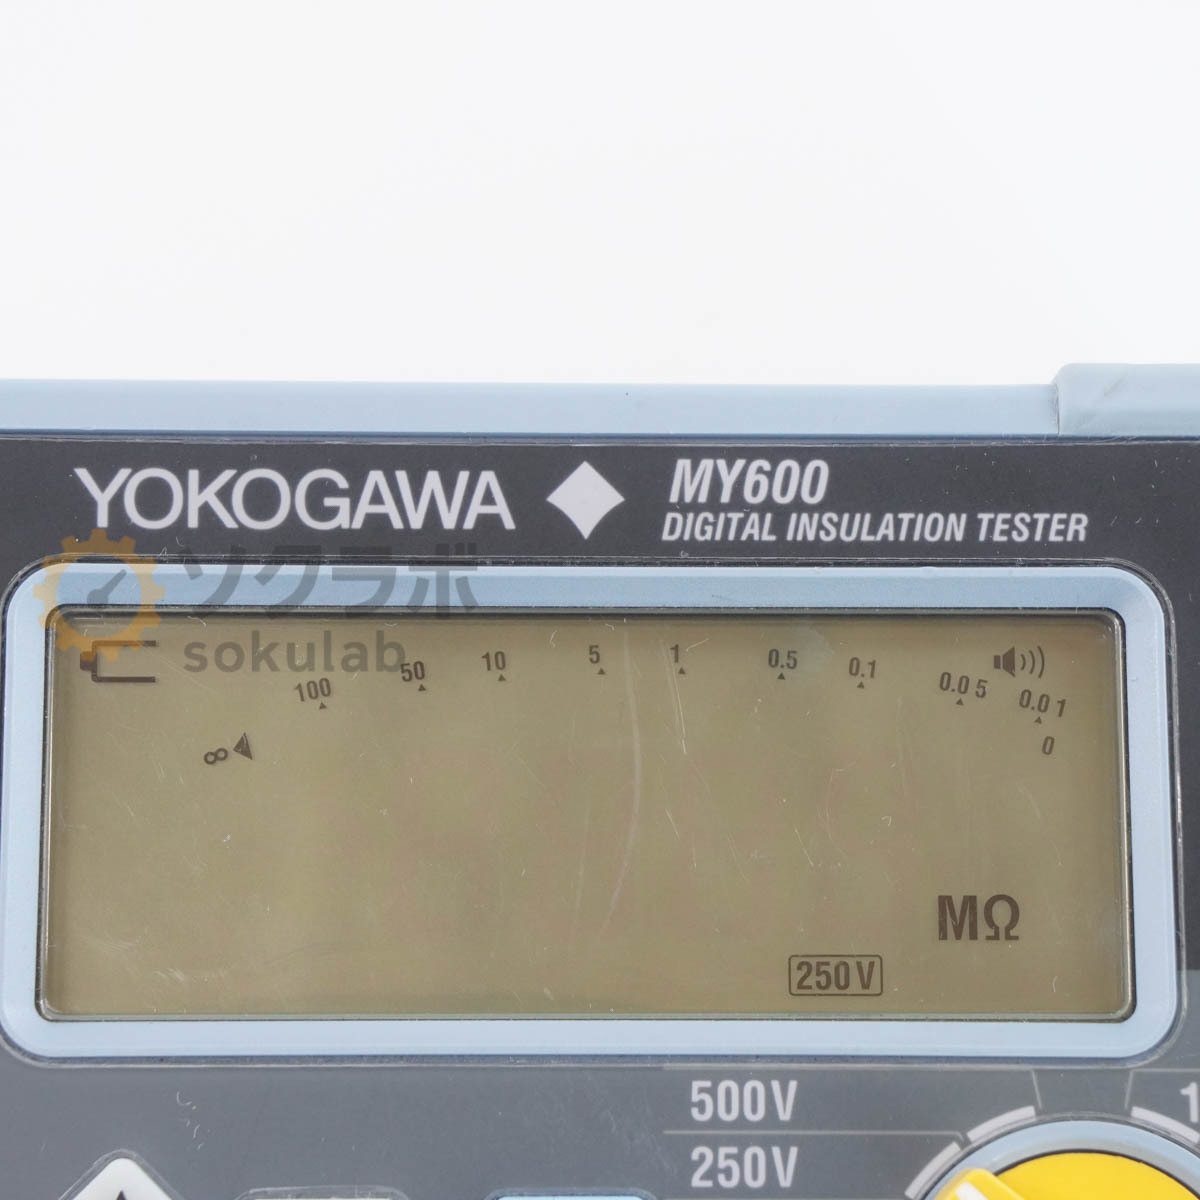 YOKOGAWA
MY600
DIGITAL INSULATION TESTER
ソクラボ
sokulab
∞ 100 50 10 5 1 0.5 0.1 0.05 0.01 0
MΩ
250V
500V
250V
1